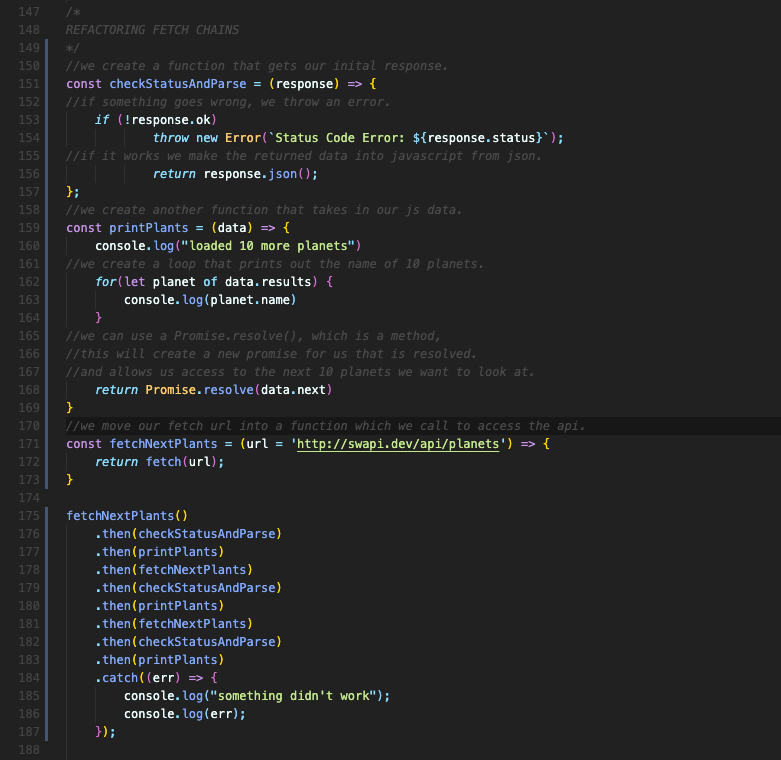 147 /*
148 REFACTORING FETCH CHAINS
149 */
150 //we create a function that gets our inital response.
151 const checkStatusAndParse = (response) => {
152 //if something goes wrong, we throw an error.
153     if (!response.ok)
154             throw new Error(`Status Code Error: ${response.status}`);
155 //if it works we make the returned data into javascript from json.
156             return response.json();
157 };
158 //we create another function that takes in our js data.
159 const printPlants = (data) => {
160     console.log("loaded 10 more planets")
161 //we create a loop that prints out the name of 10 planets.
162     for(let planet of data.results) {
163         console.log(planet.name)
164     }
165 //we can use a Promise.resolve(), which is a method,
166 //this will create a new promise for us that is resolved.
167 //and allows us access to the next 10 planets we want to look at.
168     return Promise.resolve(data.next)
169 }
170 //we move our fetch url into a function which we call to access the api.
171 const fetchNextPlants = (url = 'http://swapi.dev/api/planets') => {
172     return fetch(url);
173 }
174
175 fetchNextPlants()
176     .then(checkStatusAndParse)
177     .then(printPlants)
178     .then(fetchNextPlants)
179     .then(checkStatusAndParse)
180     .then(printPlants)
181     .then(fetchNextPlants)
182     .then(checkStatusAndParse)
183     .then(printPlants)
184     .catch((err) => {
185         console.log("something didn't work");
186         console.log(err);
187     });
188